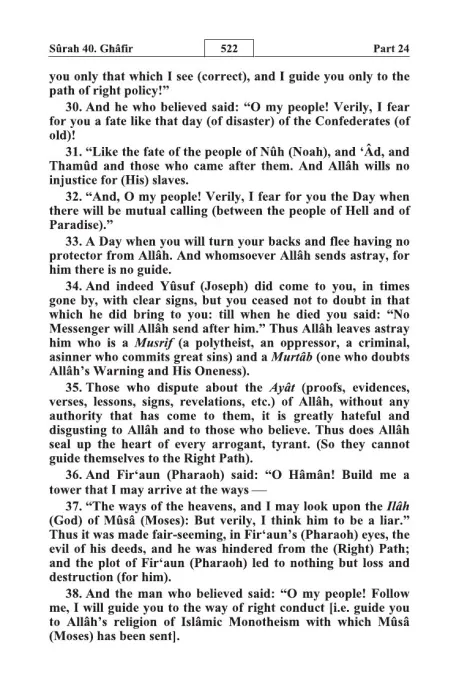 Sûrah 40. Ghâfir 522 Part 24
you only that which I see (correct), and I guide you only to the
path of right policy!”
30. And he who believed said: “O my people! Verily, I fear
for you a fate like that day (of disaster) of the Confederates (of
old)!
31. “Like the fate of the people of Nûh (Noah), and ‘Âd, and
Thamûd and those who came after them. And Allâh wills no
injustice for (His) slaves.
32. “And, O my people! Verily, I fear for you the Day when
there will be mutual calling (between the people of Hell and of
Paradise).”
33. A Day when you will turn your backs and flee having no
protector from Allâh. And whomsoever Allâh sends astray, for
him there is no guide.
34. And indeed Yûsuf (Joseph) did come to you, in times
gone by, with clear signs, but you ceased not to doubt in that
which he did bring to you: till when he died you said: “No
Messenger will Allâh send after him.” Thus Allâh leaves astray
him who is a Musrif (a polytheist, an oppressor, a criminal,
asinner who commits great sins) and a Murtâb (one who doubts
Allâh’s Warning and His Oneness).
35. Those who dispute about the Ayât (proofs, evidences,
verses, lessons, signs, revelations, etc.) of Allâh, without any
authority that has come to them, it is greatly hateful and
disgusting to Allâh and to those who believe. Thus does Allâh
seal up the heart of every arrogant, tyrant. (So they cannot
guide themselves to the Right Path).
36. And Fir‘aun (Pharaoh) said: “O Hâmân! Build me a
tower that I may arrive at the ways —
37. “The ways of the heavens, and I may look upon the Ilâh
(God) of Mûsâ (Moses): But verily, I think him to be a liar.”
Thus it was made fair-seeming, in Fir‘aun’s (Pharaoh) eyes, the
evil of his deeds, and he was hindered from the (Right) Path;
and the plot of Fir‘aun (Pharaoh) led to nothing but loss and
destruction (for him).
38. And the man who believed said: “O my people! Follow
me, I will guide you to the way of right conduct [i.e. guide you
to Allâh’s religion of Islâmic Monotheism with which Mûsâ
(Moses) has been sent].